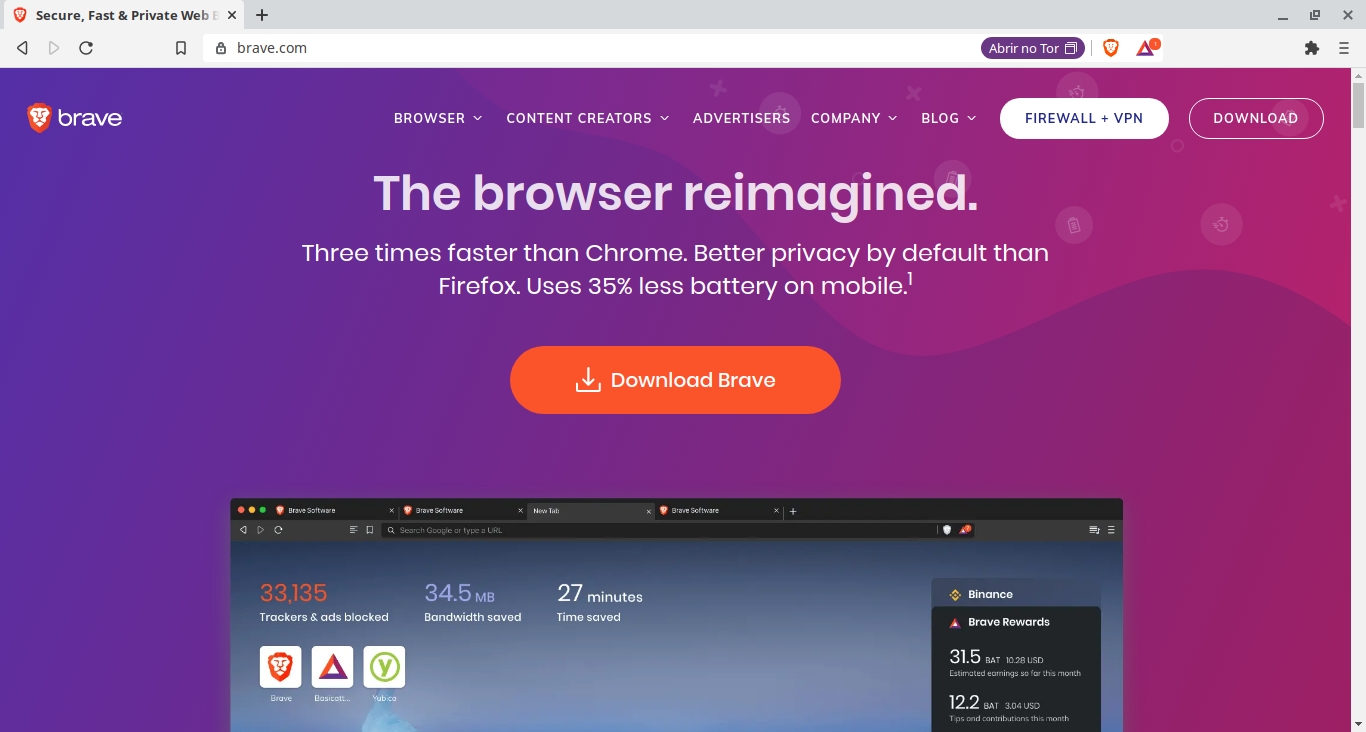 Secure, Fast & Private Web B
brave.com
Abrir no Tor
1
brave
BROWSER CONTENT CREATORS ADVERTISERS COMPANY BLOG FIREWALL + VPN DOWNLOAD
The browser reimagined.
Three times faster than Chrome. Better privacy by default than
Firefox. Uses 35% less battery on mobile.1
Download Brave
Brave Software Brave Software New Tab Brave Software
Search Google or type a URL
33,135 34.5 MB 27 minutes
Trackers & ads blocked Bandwidth saved Time saved
Binance
Brave Rewards
31.5 BAT 10.28 USD
Estimated earnings so far this month
12.2 BAT 3.04 USD
Tips and contributions this month
y
Brave Basicatt... Yubico